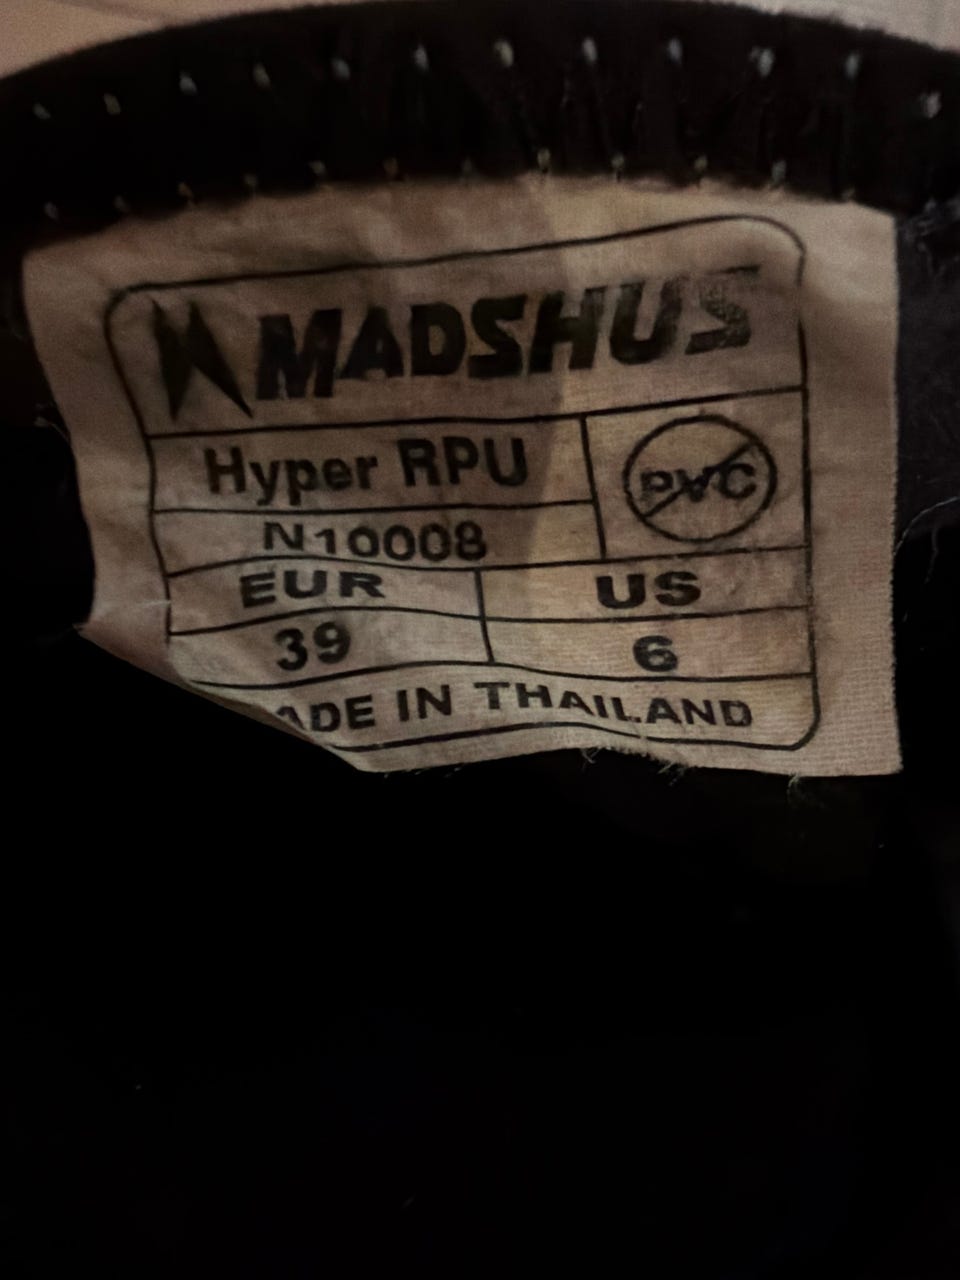 MADSHUS
Hyper RPU
PVC
N10008
EUR US
39 6
ADE IN THAILAND